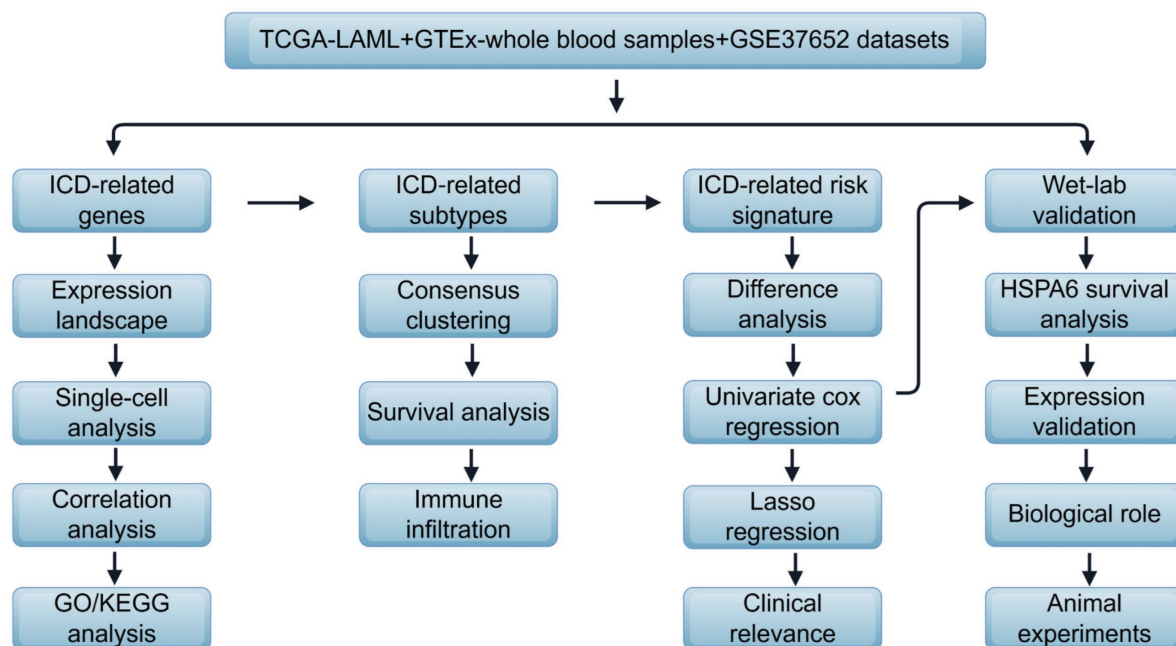 TCGA-LAML+GTEx-whole blood samples+GSE37652 datasets
ICD-related
genes
Expression
landscape
Single-cell
analysis
Correlation
analysis
GO/KEGG
analysis
ICD-related
subtypes
Consensus
clustering
Survival analysis
Immune
infiltration
ICD-related risk
signature
Difference
analysis
Univariate cox
regression
Lasso
regression
Clinical
relevance
Wet-lab
validation
HSPA6 survival
analysis
Expression
validation
Biological role
Animal
experiments